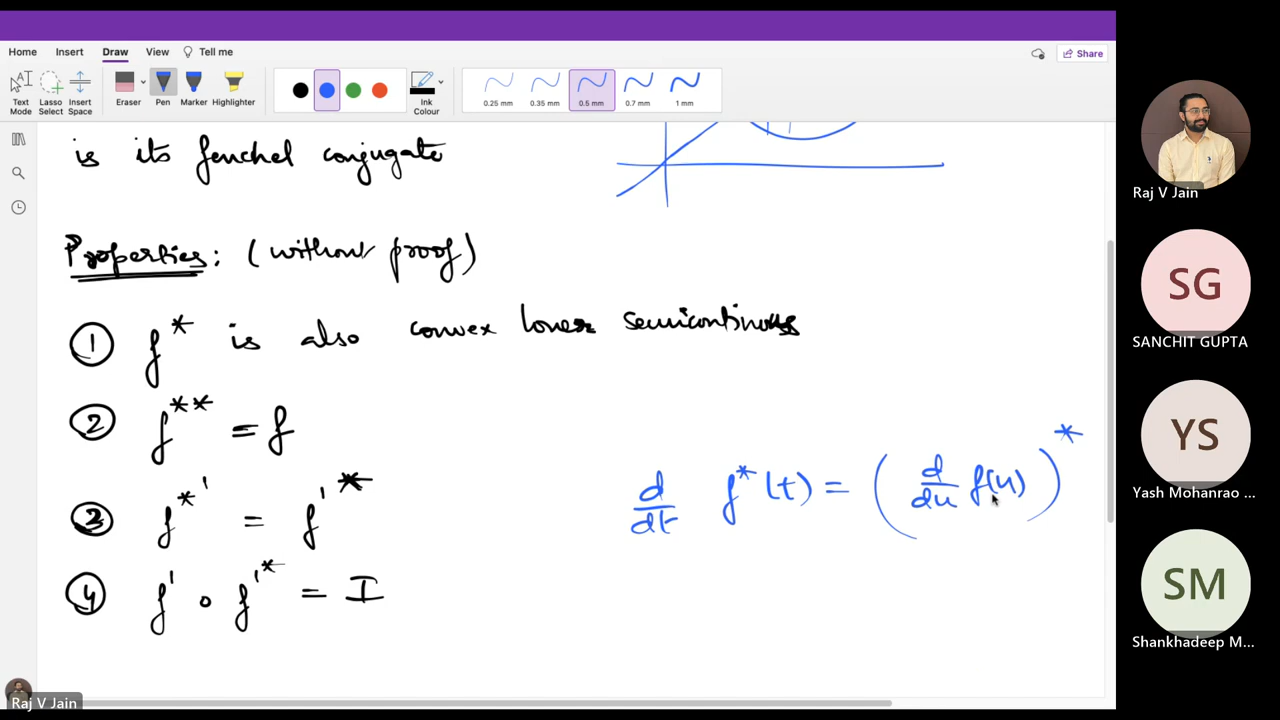 Home Insert Draw View Tell me
Share
Text Mode
Lasso Select
Insert Space
Eraser
Pen
Marker
Highlighter
Ink Colour
0.25 mm
0.35 mm
0.5 mm
0.7 mm
1 mm
is its fenchel conjugate
Properties: (without proof)
① f* is also convex lower semicontinuous
② f** = f
③ f*' = f'*
d/dt f*(t) = (d/du f(u))*
④ f' ∘ f'* = I
Raj V Jain
Raj V Jain
SG
SANCHIT GUPTA
YS
Yash Mohanrao ...
SM
Shankhadeep M...